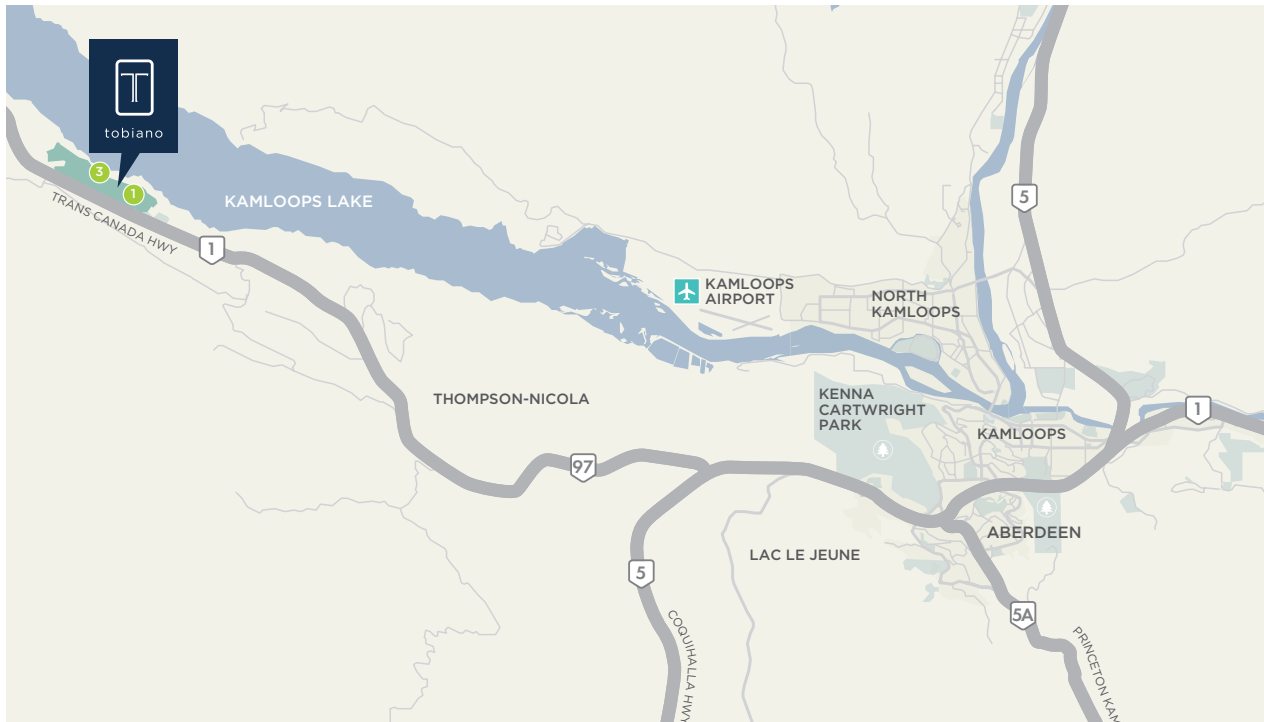 T
tobiano
3
1
TRANS CANADA HWY
1
KAMLOOPS LAKE
5
KAMLOOPS
AIRPORT
NORTH
KAMLOOPS
THOMPSON-NICOLA
KENNA
CARTWRIGHT
PARK
KAMLOOPS
1
97
ABERDEEN
LAC LE JEUNE
5
5A
COQUIHALLA HWY
PRINCETON KAM